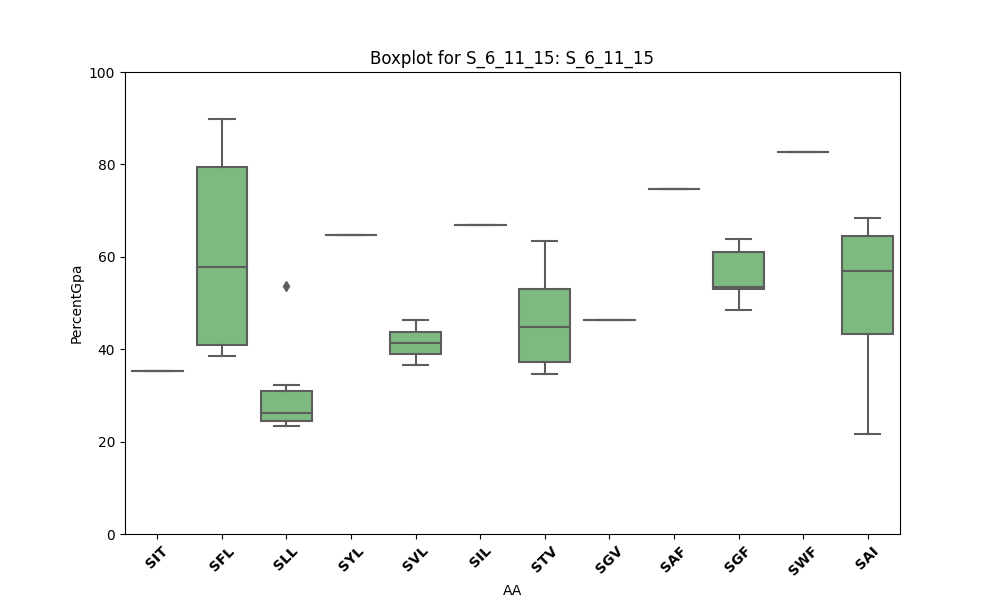 Boxplot for S_6_11_15: S_6_11_15
100
80
60
40
20
0
PercentGpa
SIT SFL SLL SYL SVL SIL STV SGV SAF SGF SWF SAI
AA